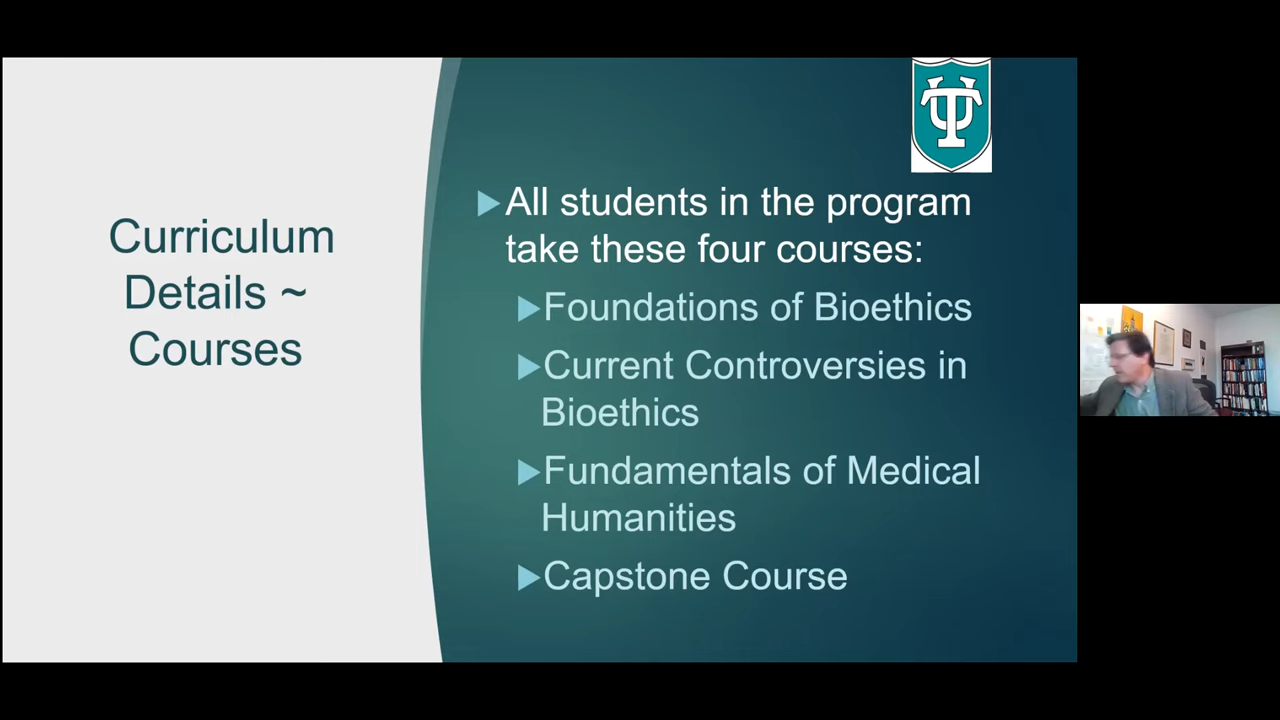 Curriculum
Details ~
Courses
All students in the program
take these four courses:
Foundations of Bioethics
Current Controversies in
Bioethics
Fundamentals of Medical
Humanities
Capstone Course